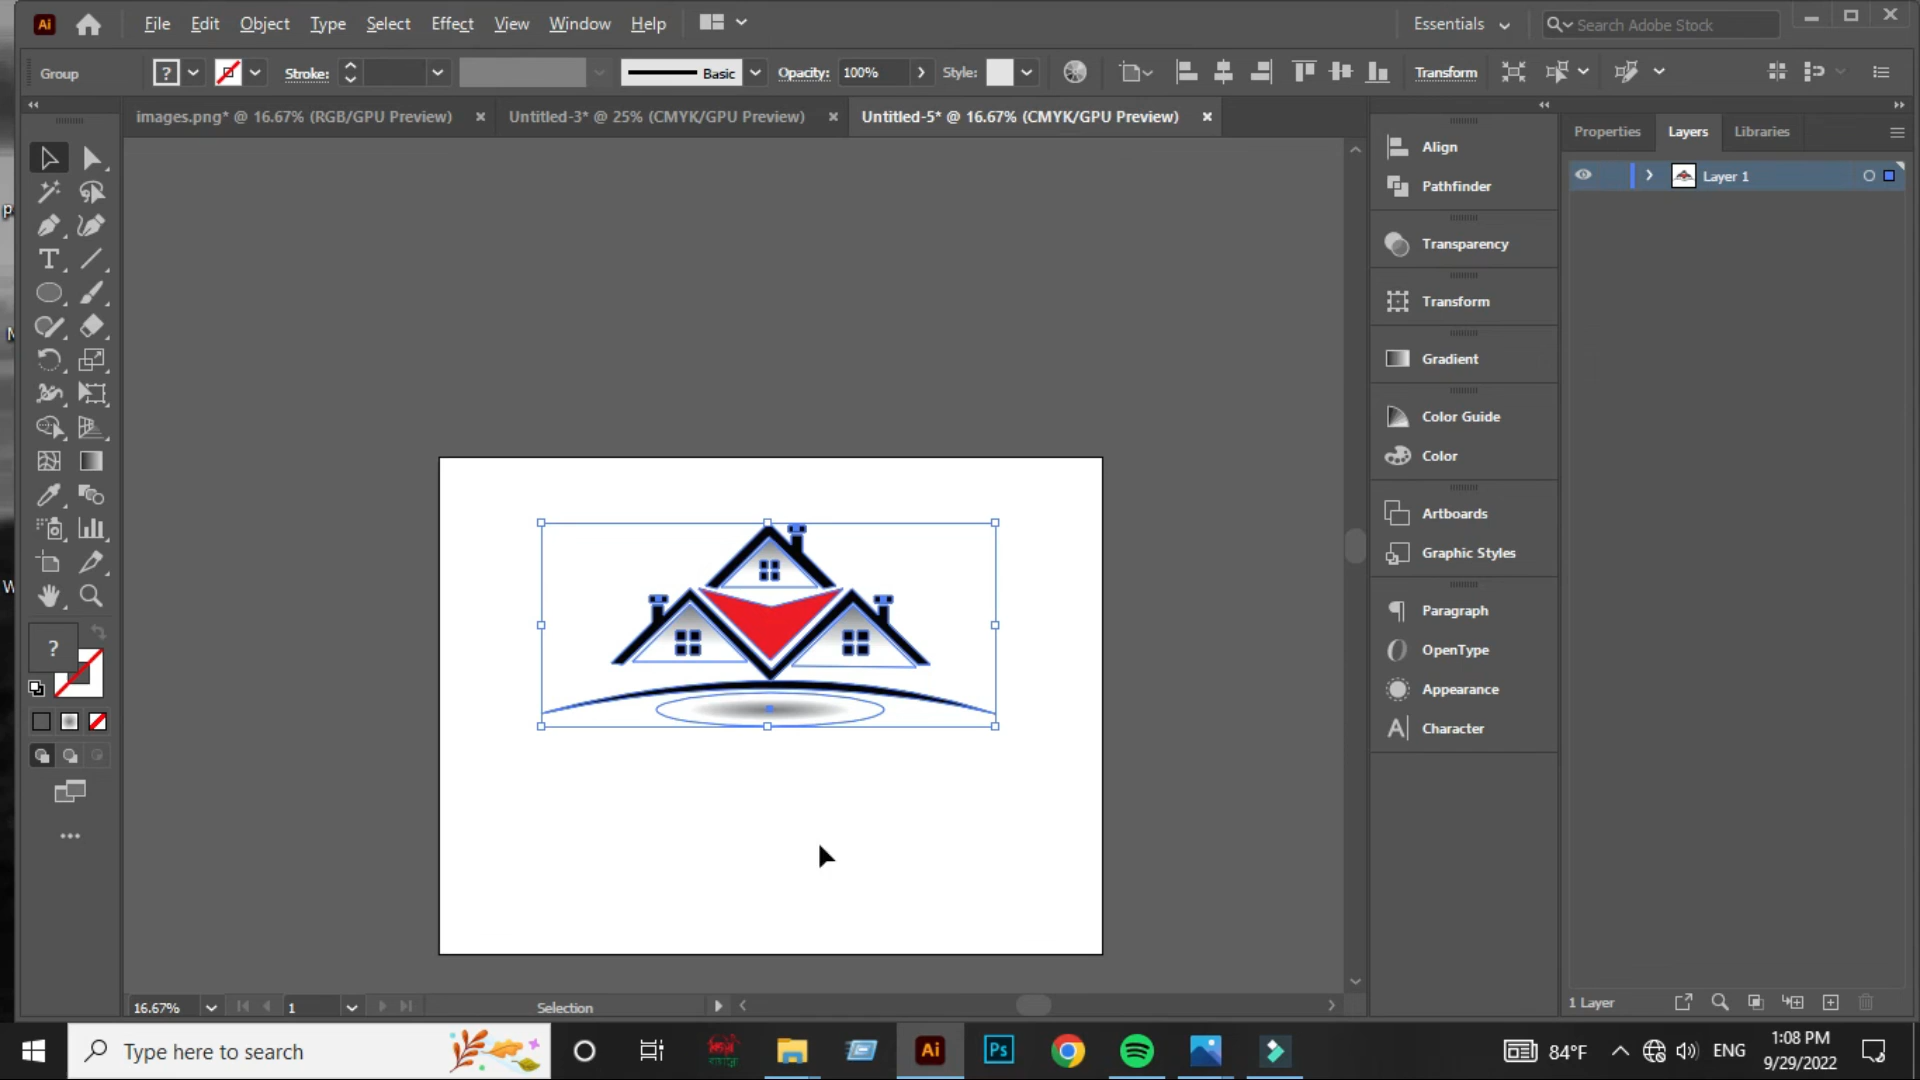 Ai File Edit Object Type Select Effect View Window Help Essentials Search Adobe Stock
Group ? Stroke: Basic Opacity: 100% Style: Transform
images.png* @ 16.67% (RGB/GPU Preview) Untitled-3* @ 25% (CMYK/GPU Preview) Untitled-5* @ 16.67% (CMYK/GPU Preview)
Properties Layers Libraries
Align
Pathfinder
Transparency
Transform
Gradient
Color Guide
Color
Artboards
Graphic Styles
Paragraph
OpenType
Appearance
Character
Layer 1
?
16.67% 1 Selection
1 Layer
Type here to search
Ai Ps
84°F ENG
1:08 PM
9/29/2022